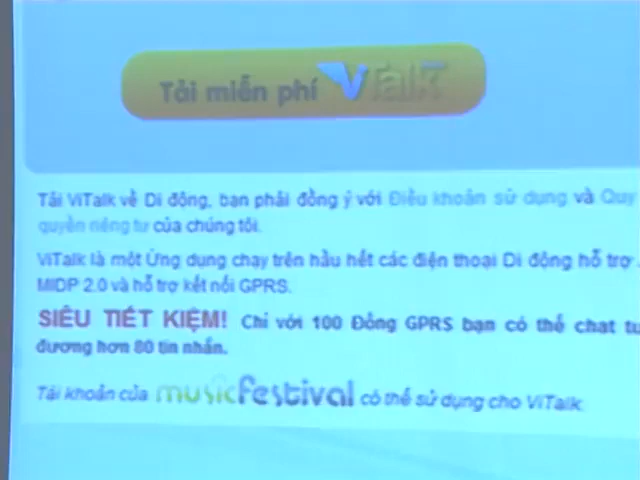 Tải miễn phí ViTalk
Tải ViTalk về Di động, bạn phải đồng ý với Điều khoản sử dụng và Quy
quyền riêng tư của chúng tôi.
ViTalk là một Ứng dụng chạy trên hầu hết các điện thoại Di động hỗ trợ
MIDP 2.0 và hỗ trợ kết nối GPRS.
SIÊU TIẾT KIỆM! Chỉ với 100 Đồng GPRS bạn có thể chat tư
đương hơn 80 tin nhắn.
Tài khoản của musicfestival có thể sử dụng cho ViTalk